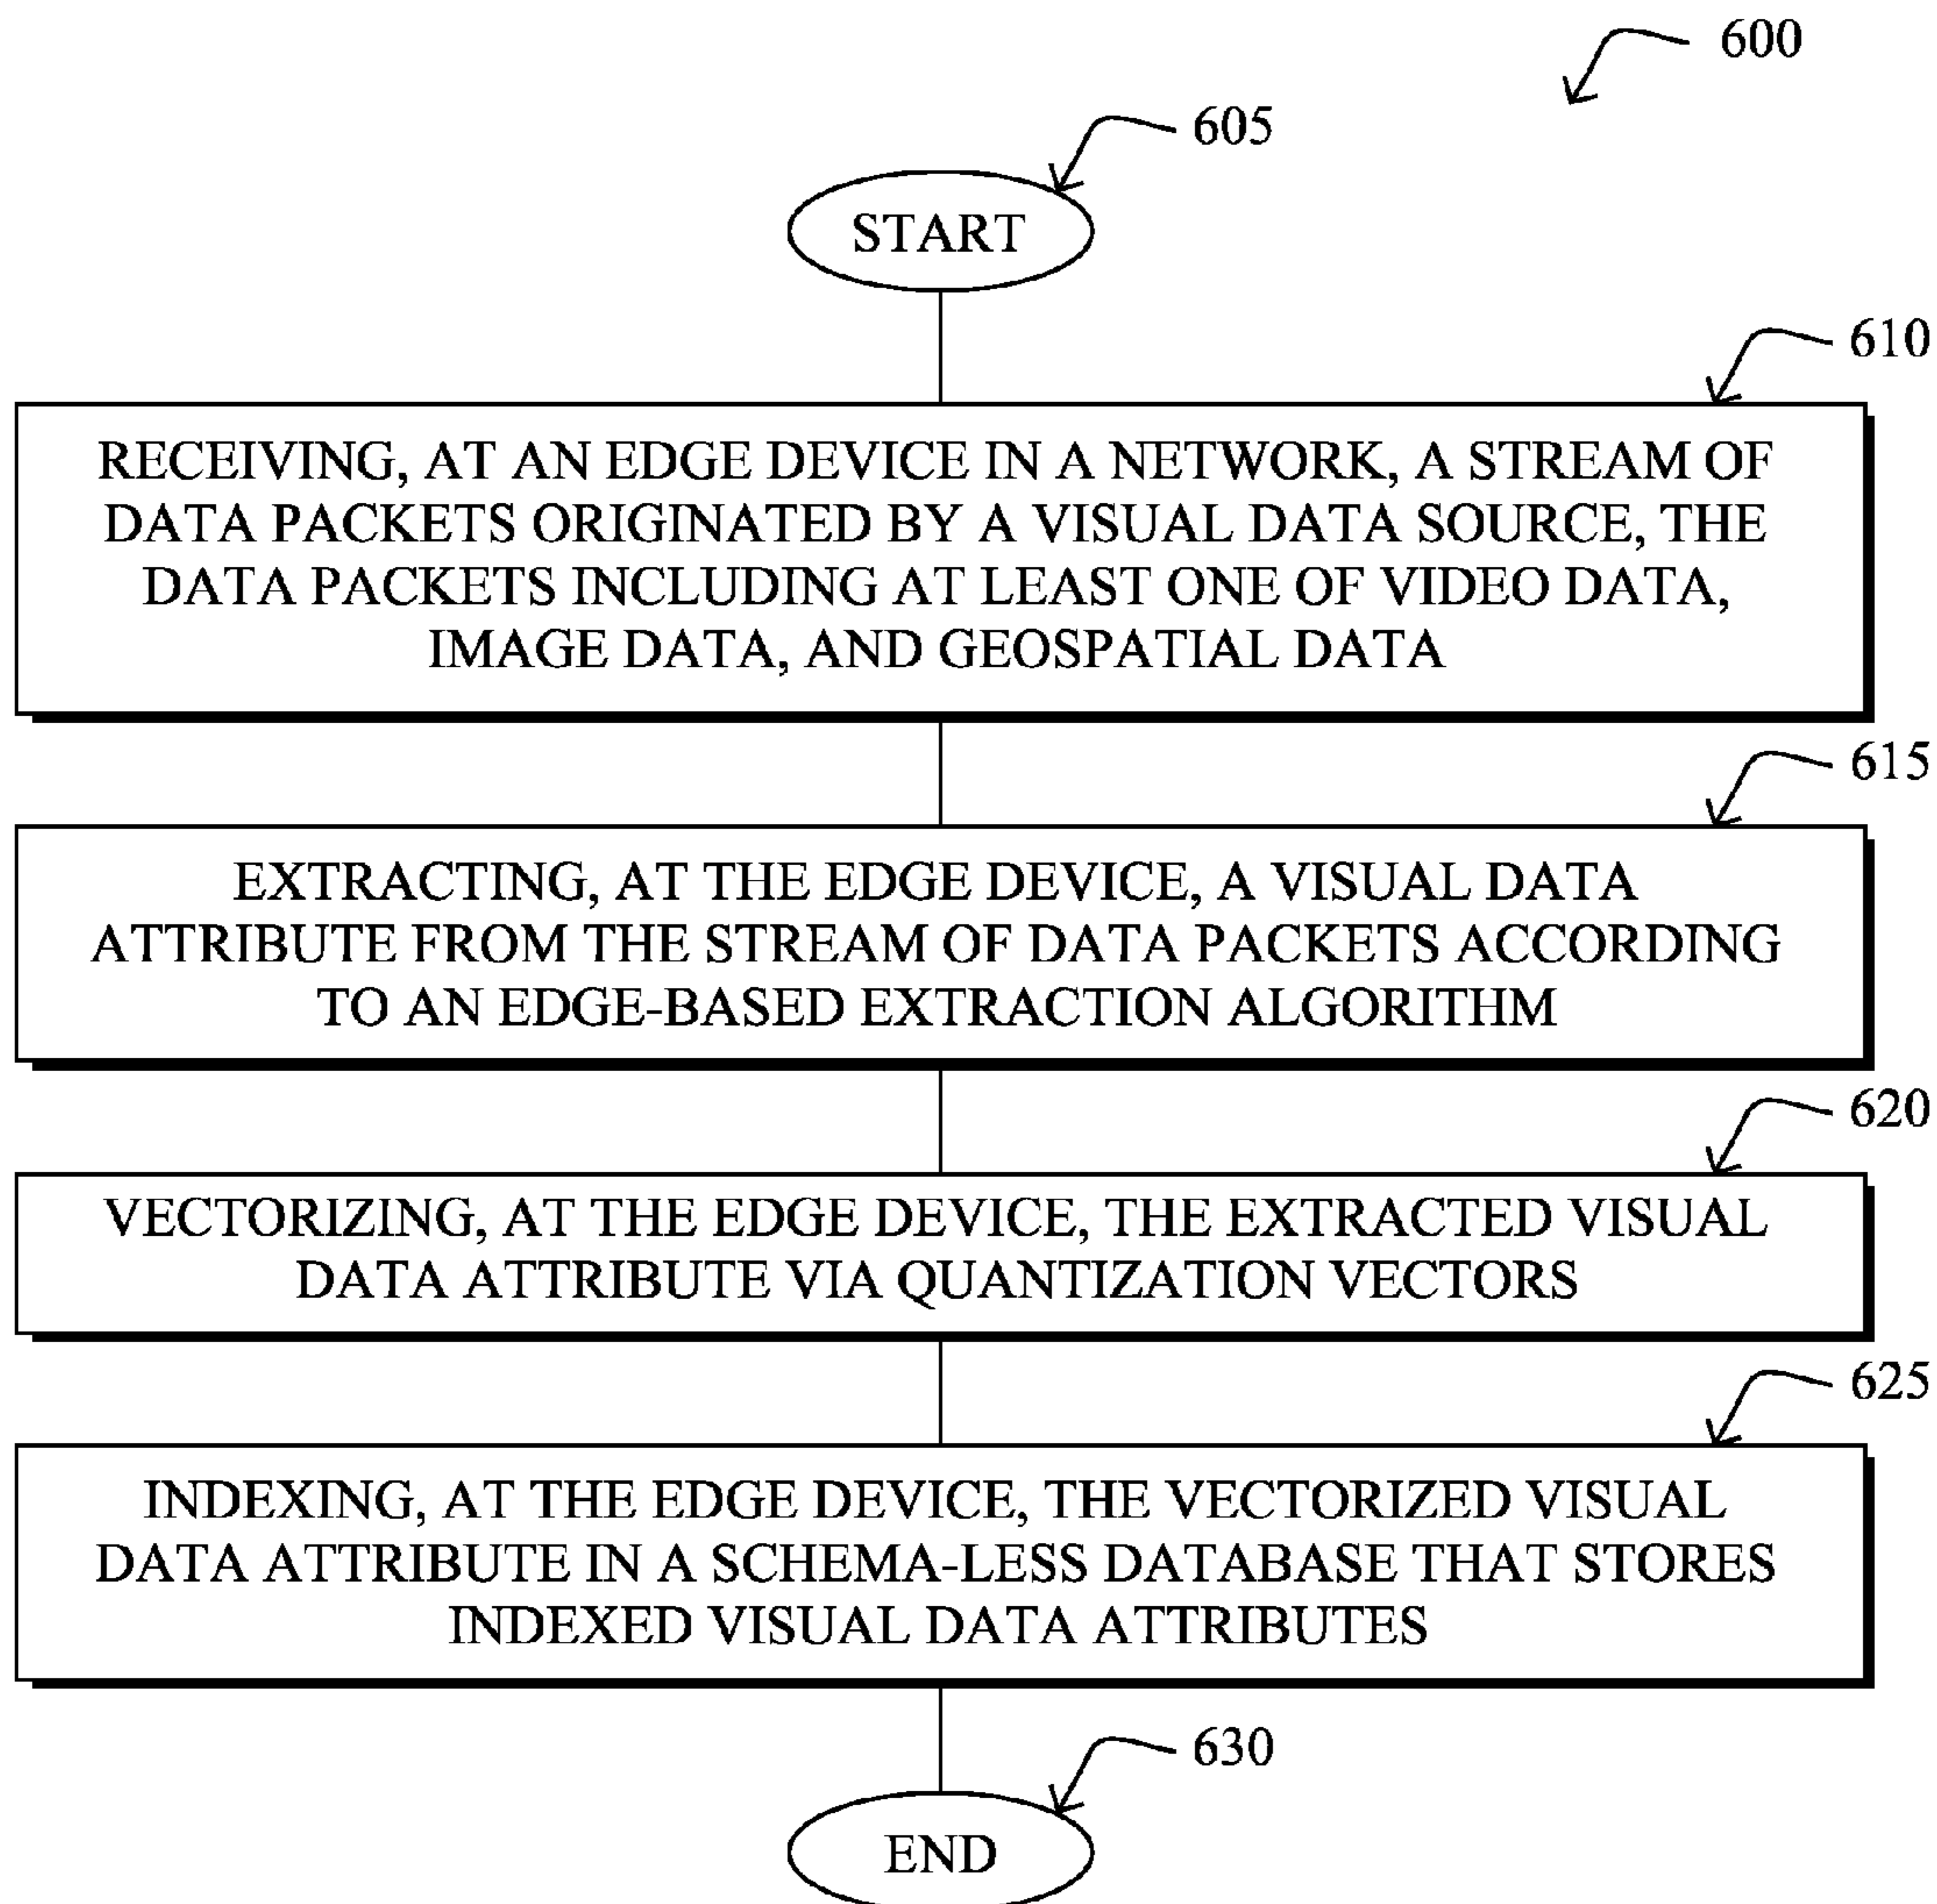 600
605
START
610
RECEIVING, AT AN EDGE DEVICE IN A NETWORK, A STREAM OF
DATA PACKETS ORIGINATED BY A VISUAL DATA SOURCE, THE
DATA PACKETS INCLUDING AT LEAST ONE OF VIDEO DATA,
IMAGE DATA, AND GEOSPATIAL DATA
615
EXTRACTING, AT THE EDGE DEVICE, A VISUAL DATA
ATTRIBUTE FROM THE STREAM OF DATA PACKETS ACCORDING
TO AN EDGE-BASED EXTRACTION ALGORITHM
620
VECTORIZING, AT THE EDGE DEVICE, THE EXTRACTED VISUAL
DATA ATTRIBUTE VIA QUANTIZATION VECTORS
625
INDEXING, AT THE EDGE DEVICE, THE VECTORIZED VISUAL
DATA ATTRIBUTE IN A SCHEMA-LESS DATABASE THAT STORES
INDEXED VISUAL DATA ATTRIBUTES
630
END